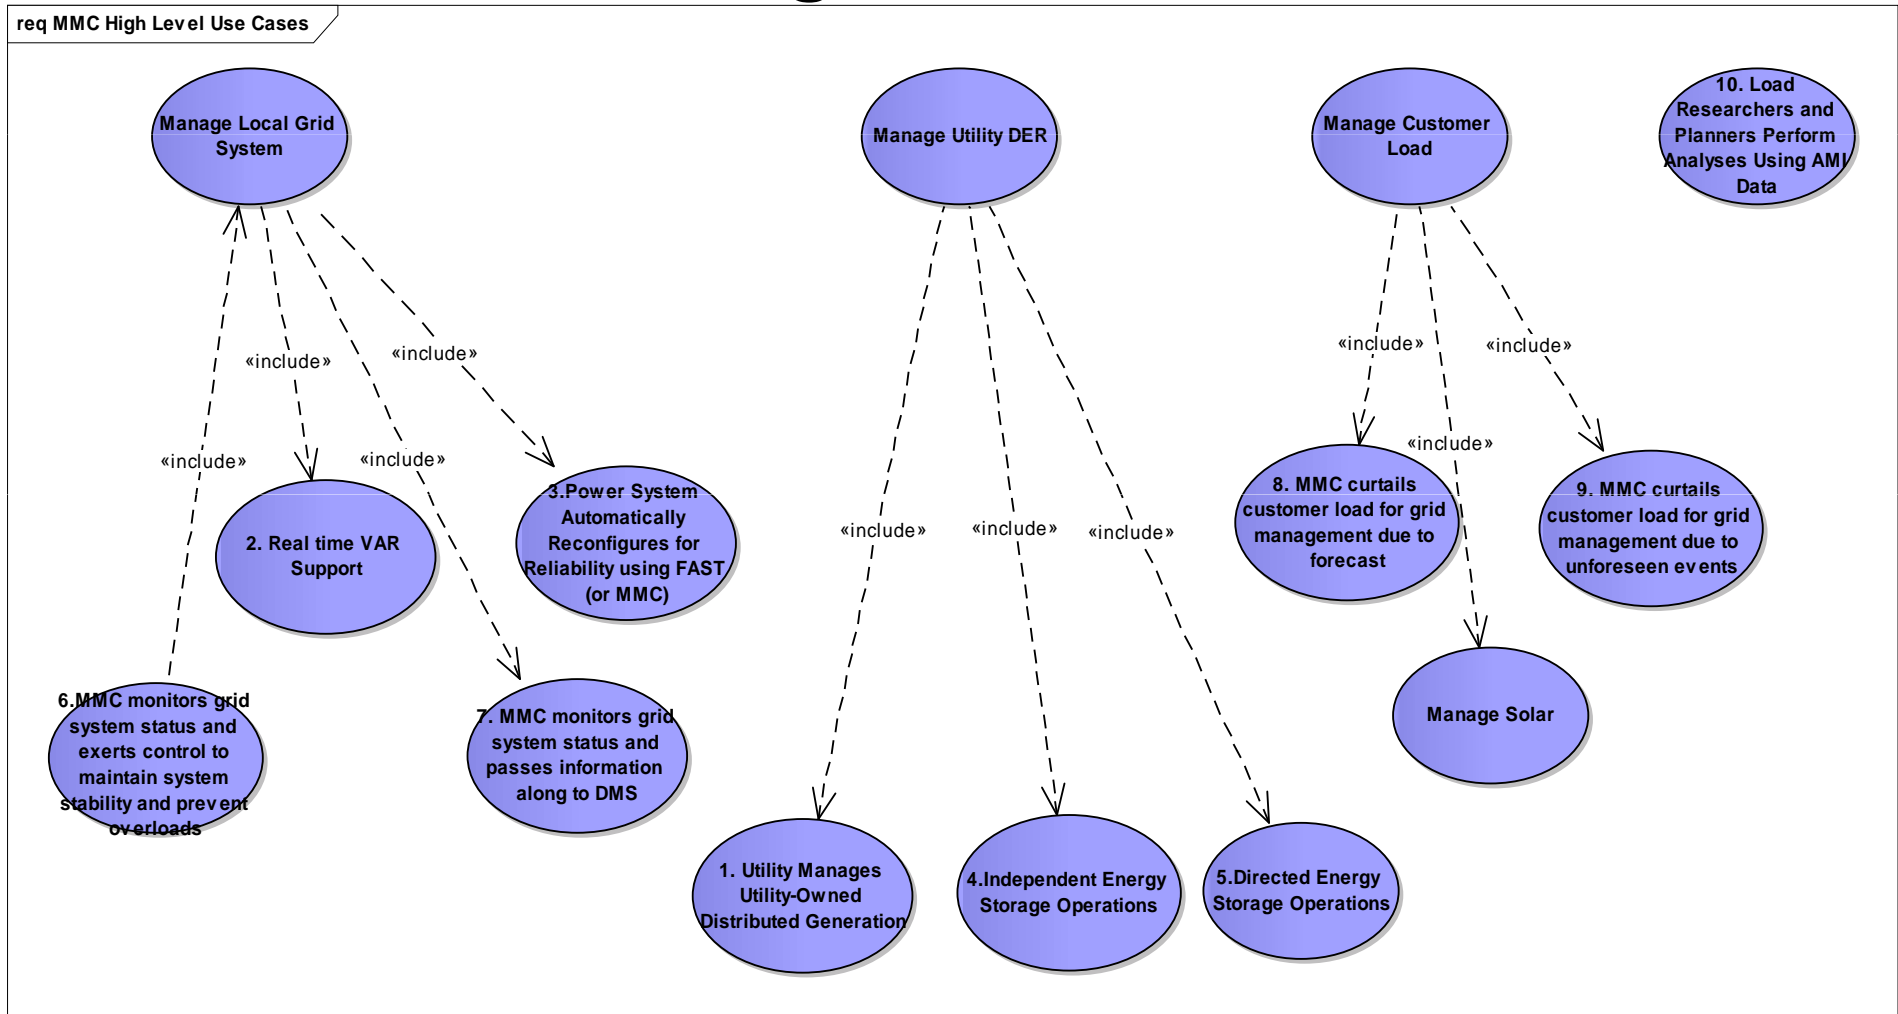 req MMC High Level Use Cases
Manage Local Grid
System
Manage Utility DER
Manage Customer
Load
10. Load
Researchers and
Planners Perform
Analyses Using AMI
Data
«include»
«include»
«include»
«include»
«include»
«include»
«include»
«include»
«include»
«include»
3.Power System
Automatically
Reconfigures for
Reliability using FAST
(or MMC)
2. Real time VAR
Support
8. MMC curtails
customer load for grid
management due to
forecast
9. MMC curtails
customer load for grid
management due to
unforeseen events
6.MMC monitors grid
system status and
exerts control to
maintain system
stability and prevent
overloads
7. MMC monitors grid
system status and
passes information
along to DMS
Manage Solar
1. Utility Manages
Utility-Owned
Distributed Generation
4.Independent Energy
Storage Operations
5.Directed Energy
Storage Operations